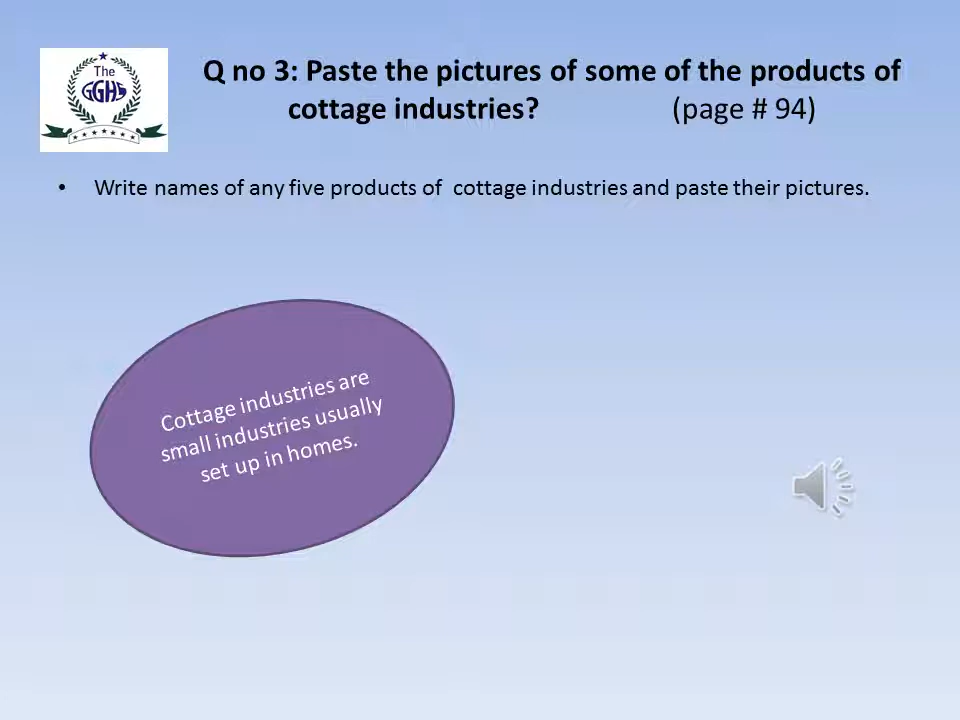 The
GGHS
Q no 3: Paste the pictures of some of the products of
cottage industries? (page # 94)
• Write names of any five products of cottage industries and paste their pictures.
Cottage industries are
small industries usually
set up in homes.